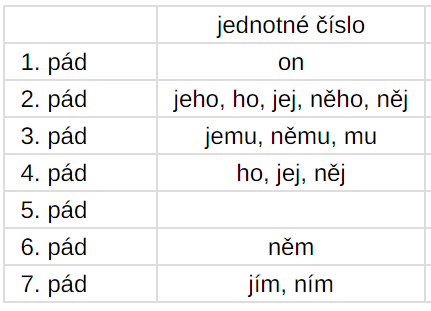 jednotné číslo
1. pád on
2. pád jeho, ho, jej, něho, něj
3. pád jemu, němu, mu
4. pád ho, jej, něj
5. pád
6. pád něm
7. pád jím, ním